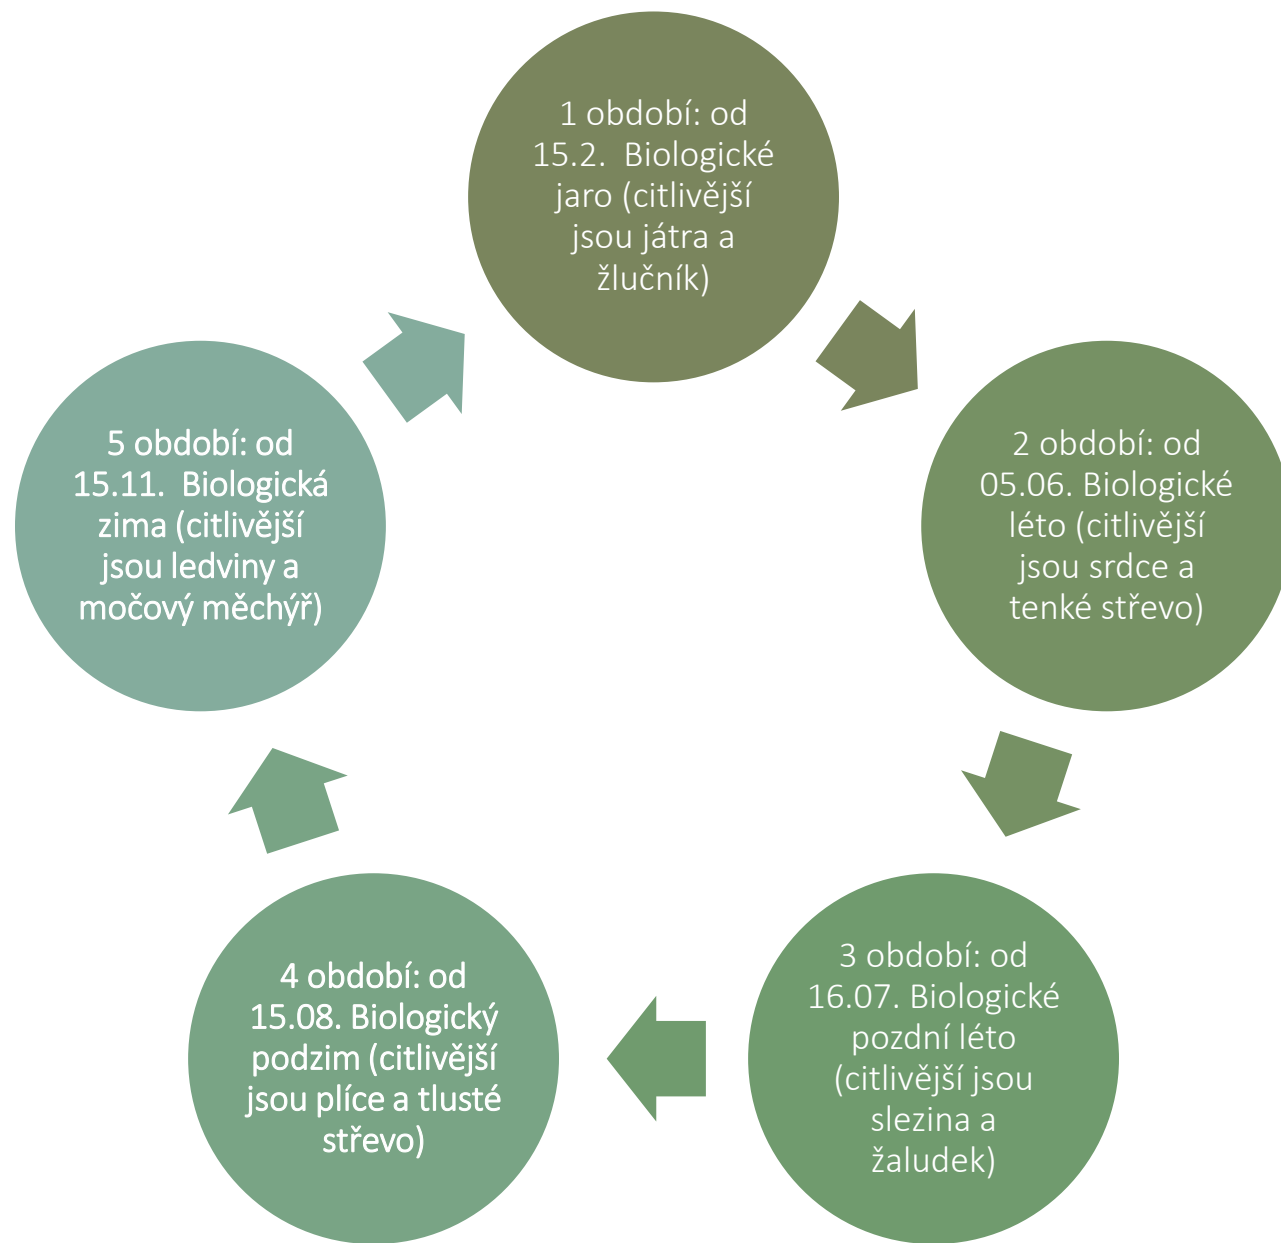 1 období: od
15.2.  Biologické
jaro (citlivější
jsou játra a
žlučník)
2 období: od
05.06. Biologické
léto (citlivější
jsou srdce a
tenké střevo)
3 období: od
16.07. Biologické
pozdní léto
(citlivější jsou
slezina a
žaludek)
4 období: od
15.08. Biologický
podzim (citlivější
jsou plíce a tlusté
střevo)
5 období: od
15.11.  Biologická
zima (citlivější
jsou ledviny a
močový měchýř)